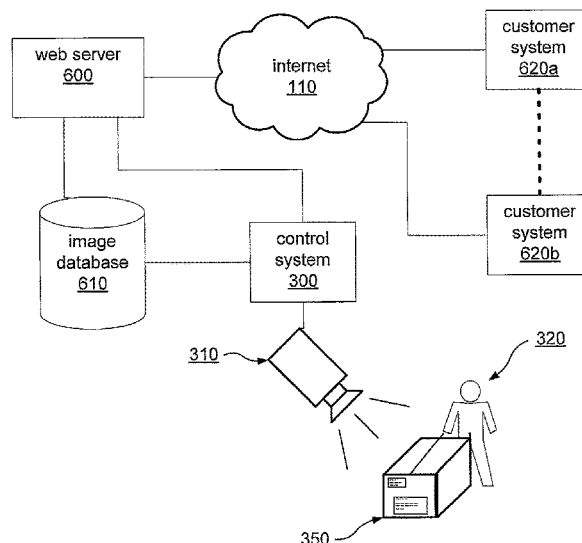 web server
600
internet
110
customer
system
620a
customer
system
620b
image
database
610
control
system
300
310
320
350